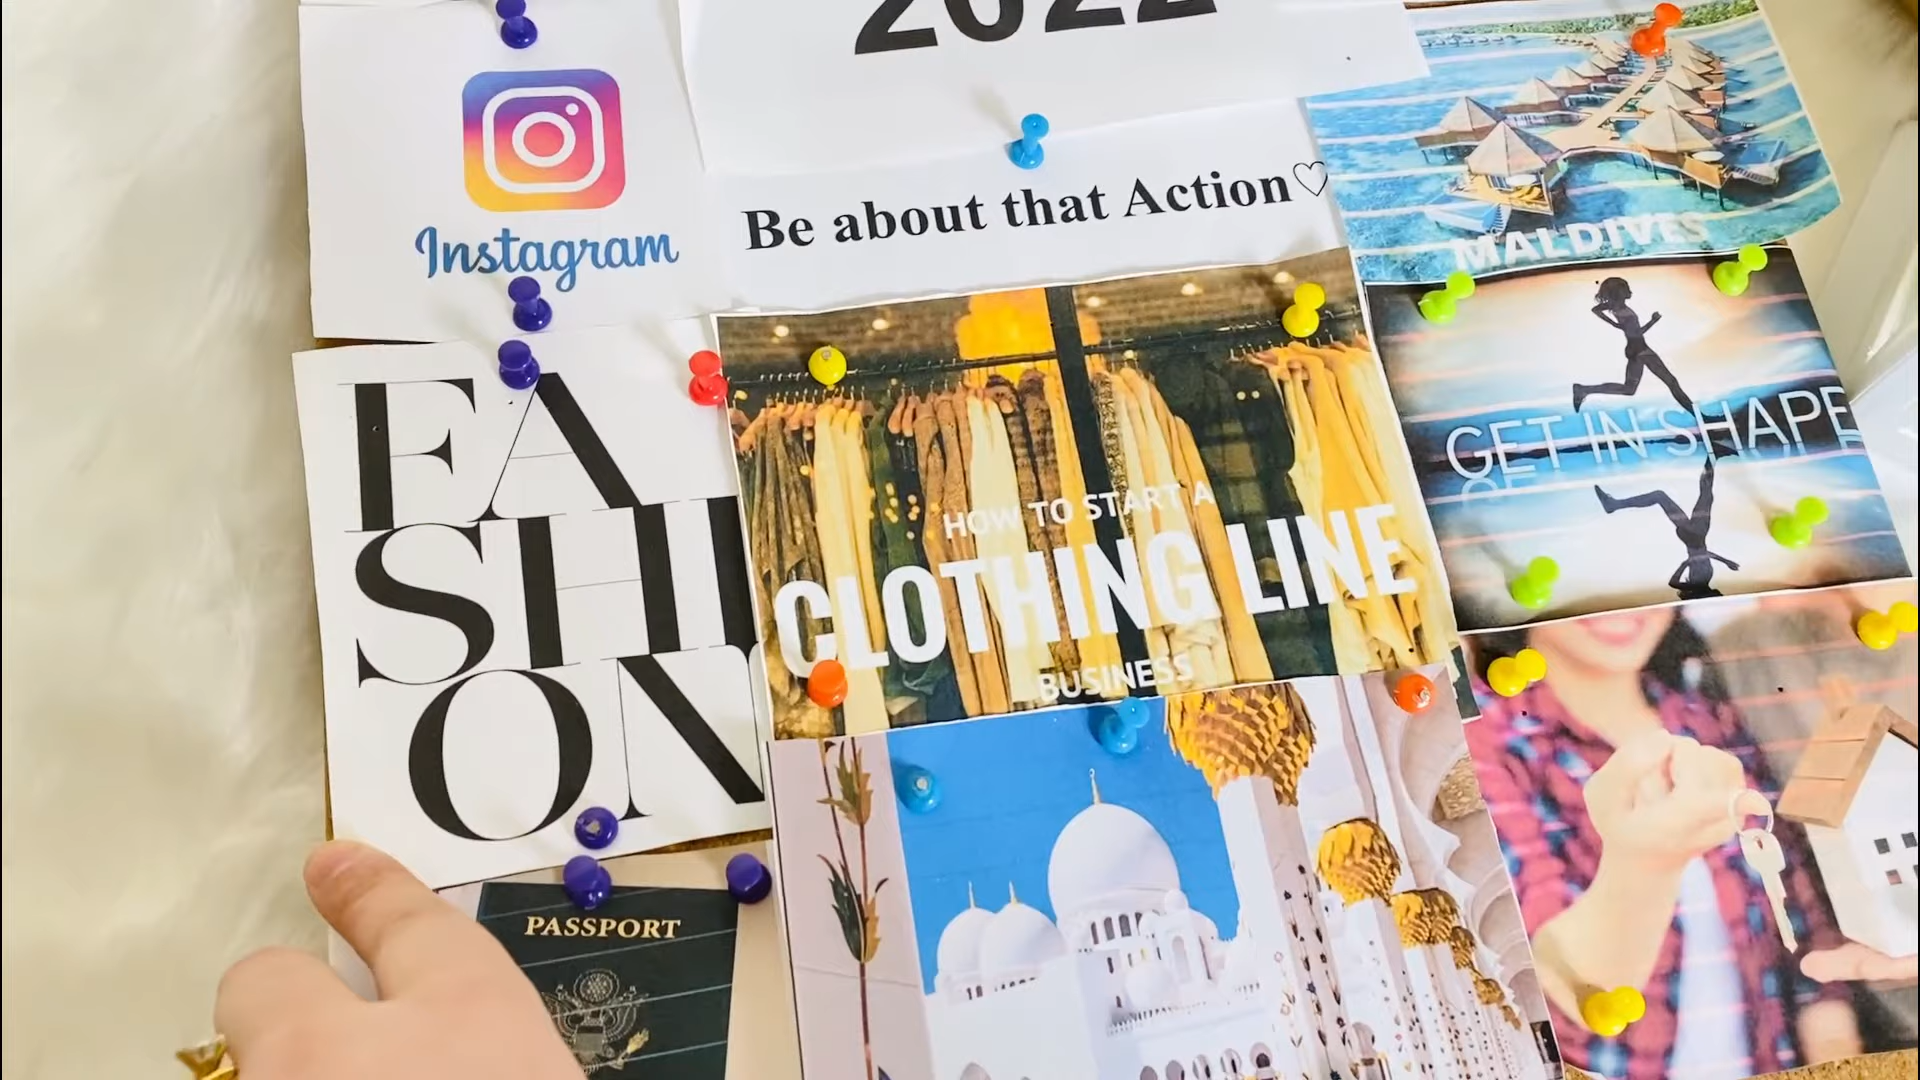 2022
Instagram
Be about that Action♡
MALDIVES
GET IN SHAPE
FA
SHI
ON
HOW TO START A
CLOTHING LINE
BUSINESS
PASSPORT